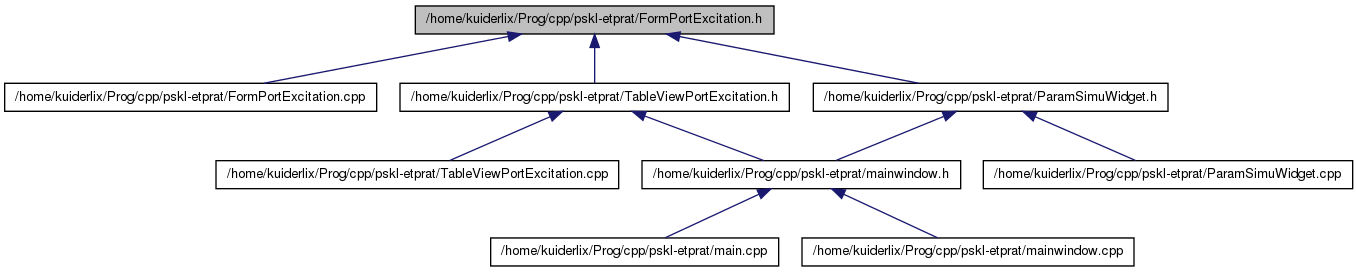 /home/kuiderlix/Prog/cpp/pskl-etprat/FormPortExcitation.h
/home/kuiderlix/Prog/cpp/pskl-etprat/FormPortExcitation.cpp
/home/kuiderlix/Prog/cpp/pskl-etprat/TableViewPortExcitation.h
/home/kuiderlix/Prog/cpp/pskl-etprat/ParamSimuWidget.h
/home/kuiderlix/Prog/cpp/pskl-etprat/TableViewPortExcitation.cpp
/home/kuiderlix/Prog/cpp/pskl-etprat/mainwindow.h
/home/kuiderlix/Prog/cpp/pskl-etprat/ParamSimuWidget.cpp
/home/kuiderlix/Prog/cpp/pskl-etprat/main.cpp
/home/kuiderlix/Prog/cpp/pskl-etprat/mainwindow.cpp